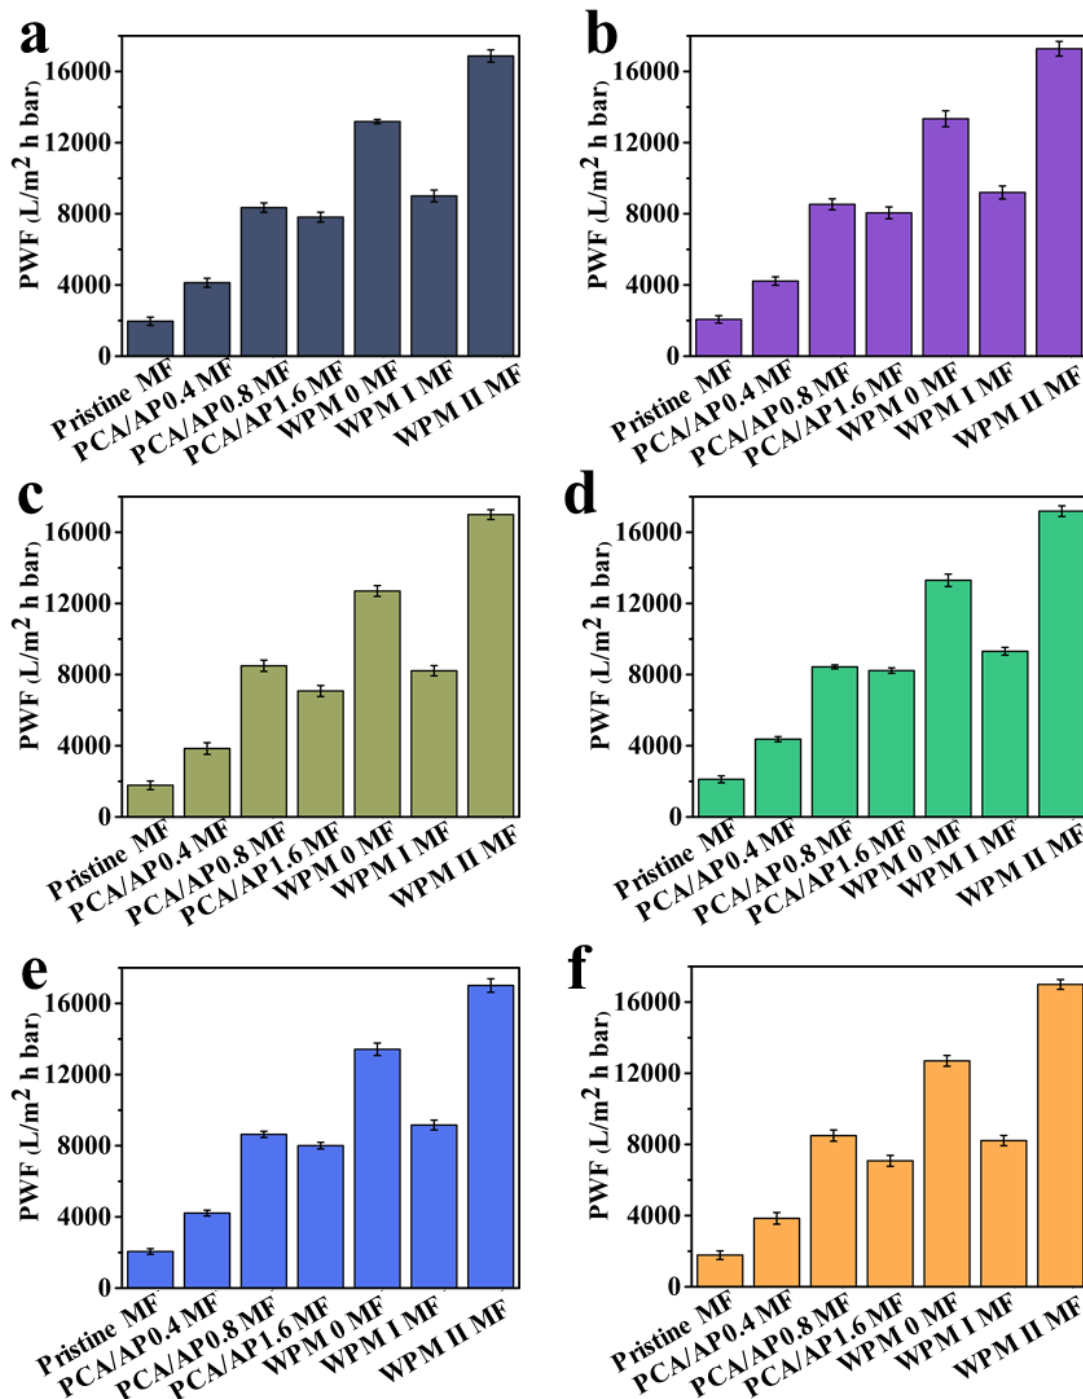 a
PWF (L/m² h bar)
16000
12000
8000
4000
0
Pristine MF
PCA/AP0.4 MF
PCA/AP0.8 MF
PCA/AP1.6 MF
WPM 0 MF
WPM I MF
WPM II MF
b
PWF (L/m² h bar)
16000
12000
8000
4000
0
Pristine MF
PCA/AP0.4 MF
PCA/AP0.8 MF
PCA/AP1.6 MF
WPM 0 MF
WPM I MF
WPM II MF
c
PWF (L/m² h bar)
16000
12000
8000
4000
0
Pristine MF
PCA/AP0.4 MF
PCA/AP0.8 MF
PCA/AP1.6 MF
WPM 0 MF
WPM I MF
WPM II MF
d
PWF (L/m² h bar)
16000
12000
8000
4000
0
Pristine MF
PCA/AP0.4 MF
PCA/AP0.8 MF
PCA/AP1.6 MF
WPM 0 MF
WPM I MF
WPM II MF
e
PWF (L/m² h bar)
16000
12000
8000
4000
0
Pristine MF
PCA/AP0.4 MF
PCA/AP0.8 MF
PCA/AP1.6 MF
WPM 0 MF
WPM I MF
WPM II MF
f
PWF (L/m² h bar)
16000
12000
8000
4000
0
Pristine MF
PCA/AP0.4 MF
PCA/AP0.8 MF
PCA/AP1.6 MF
WPM 0 MF
WPM I MF
WPM II MF